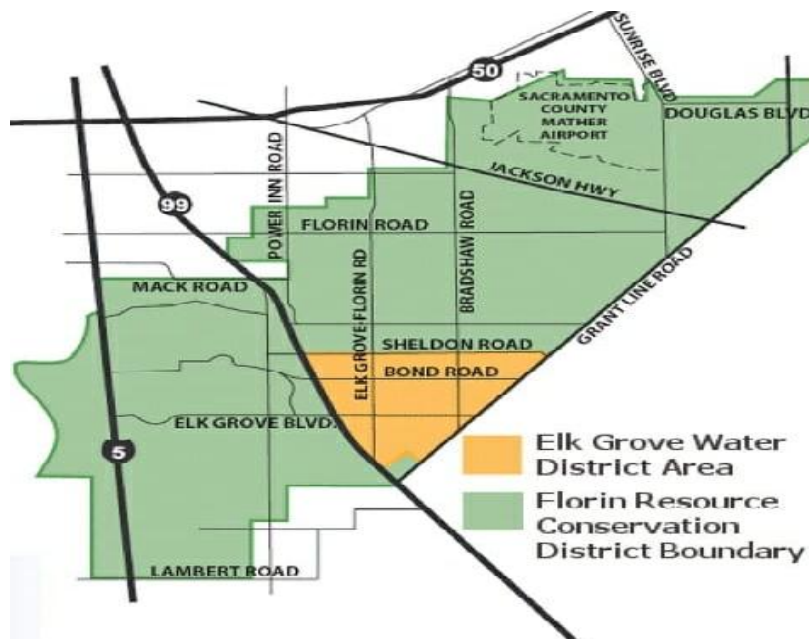 50
SUNRISE BLVD
SACRAMENTO
COUNTY
MATHER
AIRPORT
DOUGLAS BLVD
JACKSON HWY
99
POWER INN ROAD
FLORIN ROAD
BRADSHAW ROAD
ELK GROVE-FLORIN RD
GRANT LINE ROAD
MACK ROAD
SHELDON ROAD
BOND ROAD
ELK GROVE BLVD.
5
Elk Grove Water
District Area
Florin Resource
Conservation
District Boundary
LAMBERT ROAD